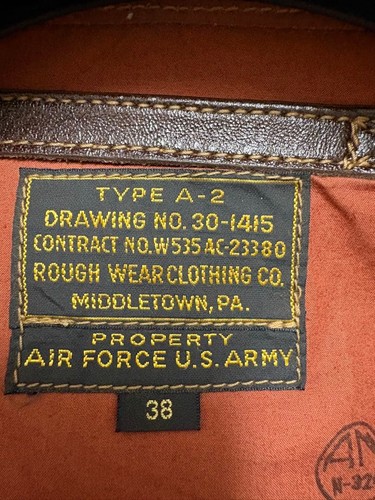 TYPE A-2
DRAWING NO. 30-1415
CONTRACT NO. W535 AC-23380
ROUGH WEAR CLOTHING CO.
MIDDLETOWN, PA.
PROPERTY
AIR FORCE U.S. ARMY
38